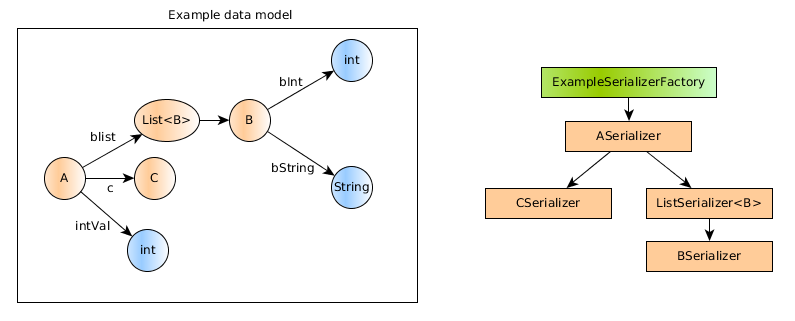 Example data model
int
bInt
List<B>
B
blist
bString
A
c
C
String
intVal
int
ExampleSerializerFactory
ASerializer
CSerializer
ListSerializer<B>
BSerializer